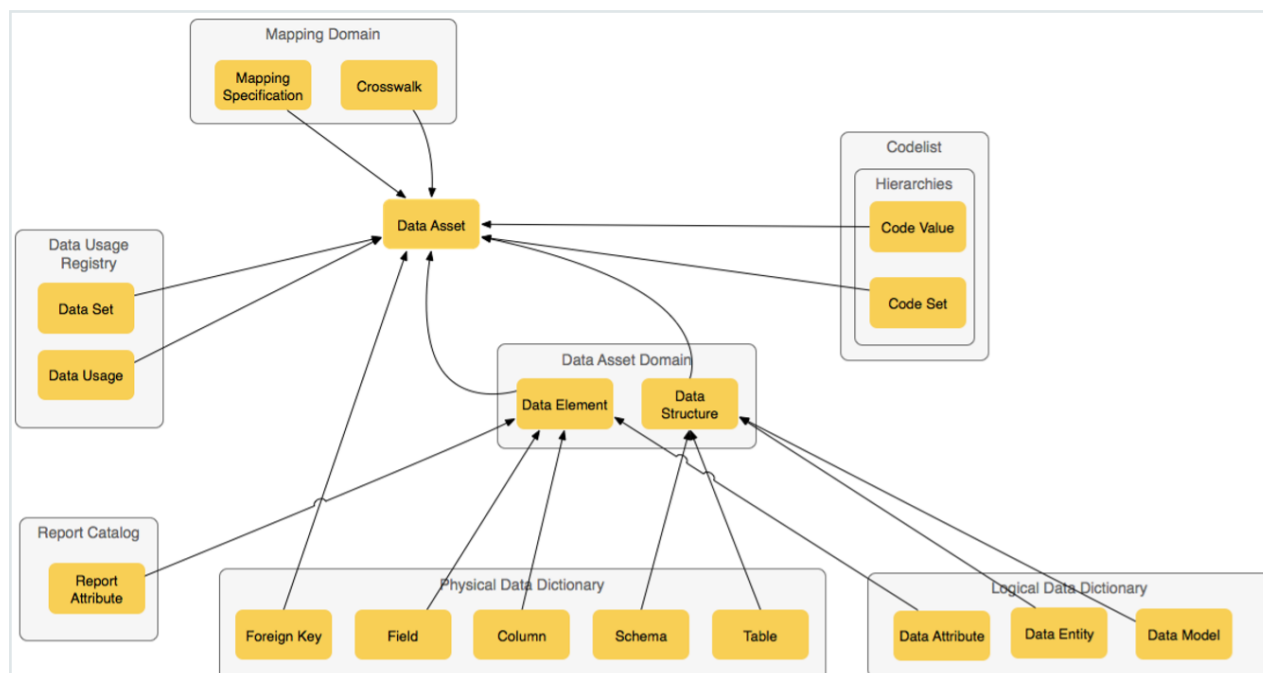 Mapping Domain
Mapping
Specification
Crosswalk
Codelist
Hierarchies
Code Value
Code Set
Data Asset
Data Usage
Registry
Data Set
Data Usage
Data Asset Domain
Data Element
Data
Structure
Report Catalog
Report
Attribute
Physical Data Dictionary
Foreign Key
Field
Column
Schema
Table
Logical Data Dictionary
Data Attribute
Data Entity
Data Model